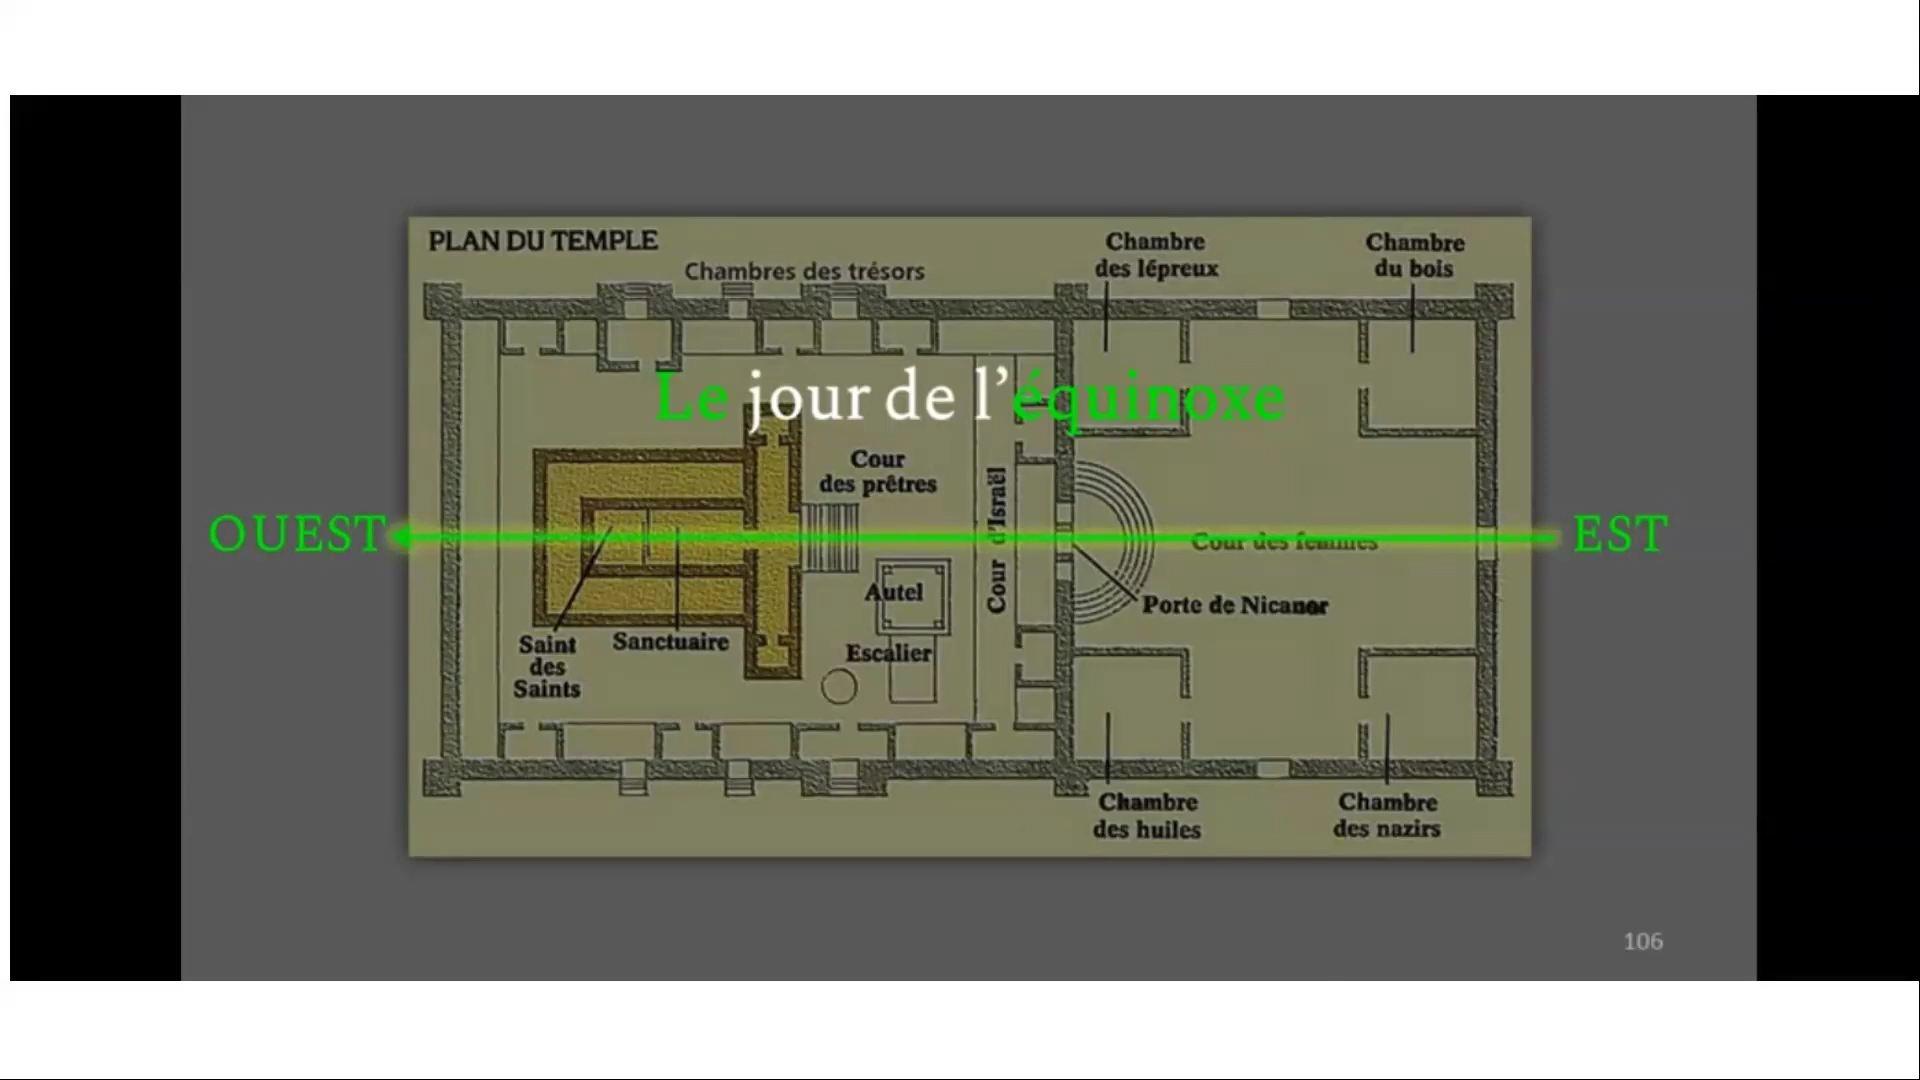 PLAN DU TEMPLE
Chambres des trésors
Chambre
des lépreux
Chambre
du bois
Le jour de l’équinoxe
Cour
des prêtres
Cour d'Israël
OUEST
EST
Cour des femmes
Autel
Porte de Nicanor
Escalier
Saint
des
Saints
Sanctuaire
Chambre
des huiles
Chambre
des nazirs
106